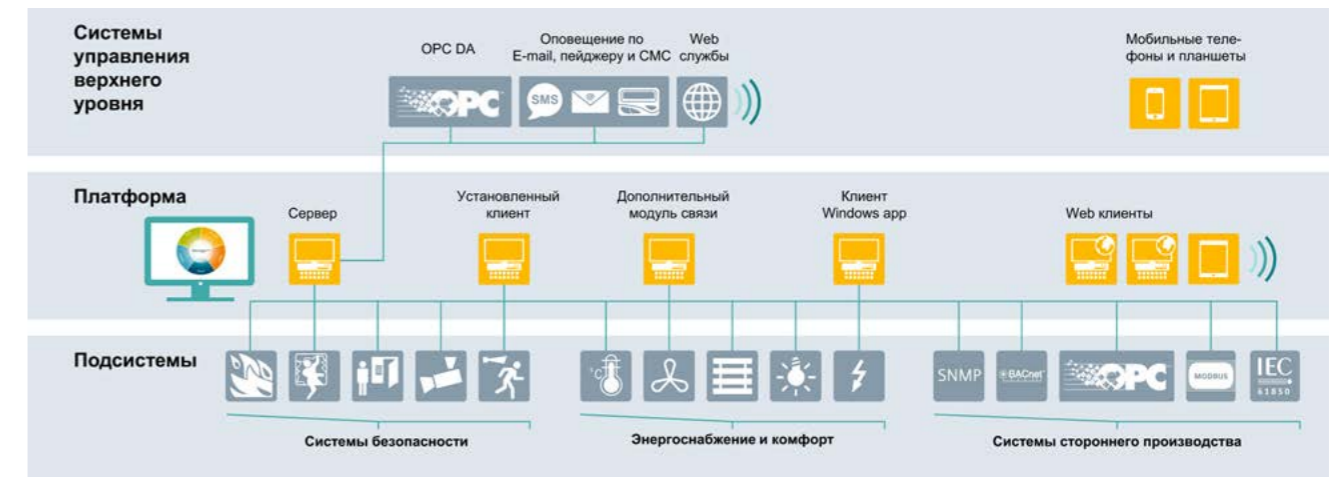 Системы
управления
верхнего
уровня
OPC DA
Оповещение по
E-mail, пейджеру и СМС
Web
службы
Мобильные теле-
фоны и планшеты
OPC
SMS
Платформа
Сервер
Установленный
клиент
Дополнительный
модуль связи
Клиент
Windows app
Web клиенты
Подсистемы
°C
SNMP
BACnet
OPC
MODBUS
IEC
61850
Системы безопасности
Энергоснабжение и комфорт
Системы стороннего производства